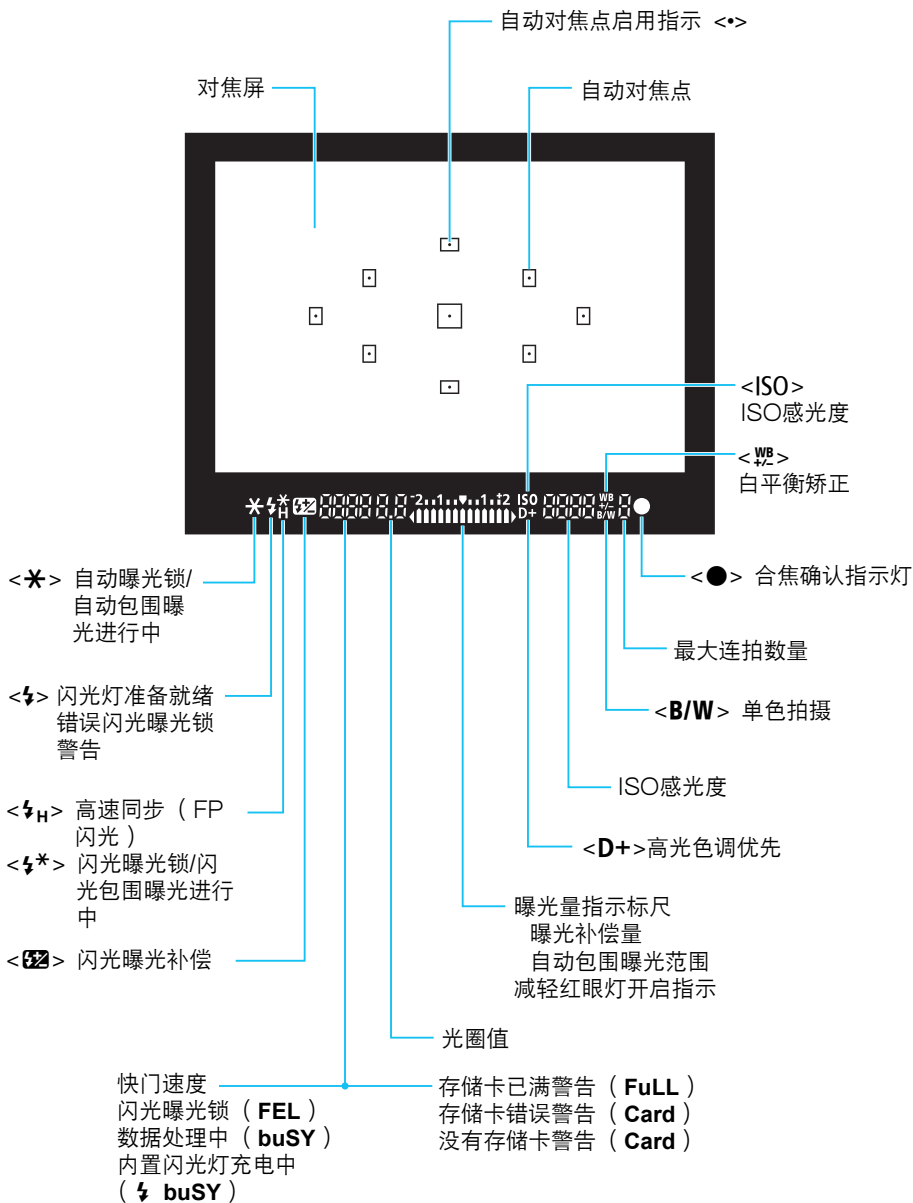 自动对焦点启用指示 <•>
对焦屏
自动对焦点
<ISO>
ISO感光度
<WB+/->
白平衡矫正
-2..1..▼..1..+2
ISO
D+
WB
+/-
B/W
<✱> 自动曝光锁/
自动包围曝
光进行中
<●> 合焦确认指示灯
最大连拍数量
<⚡> 闪光灯准备就绪
错误闪光曝光锁
警告
<B/W> 单色拍摄
ISO感光度
<⚡H> 高速同步（FP
闪光）
<D+>高光色调优先
<⚡✱> 闪光曝光锁/闪
光包围曝光进行
中
曝光量指示标尺
曝光补偿量
自动包围曝光范围
减轻红眼灯开启指示
<⚡±> 闪光曝光补偿
光圈值
快门速度
闪光曝光锁（FEL）
数据处理中（buSY）
内置闪光灯充电中
（⚡ buSY）
存储卡已满警告（FuLL）
存储卡错误警告（Card）
没有存储卡警告（Card）